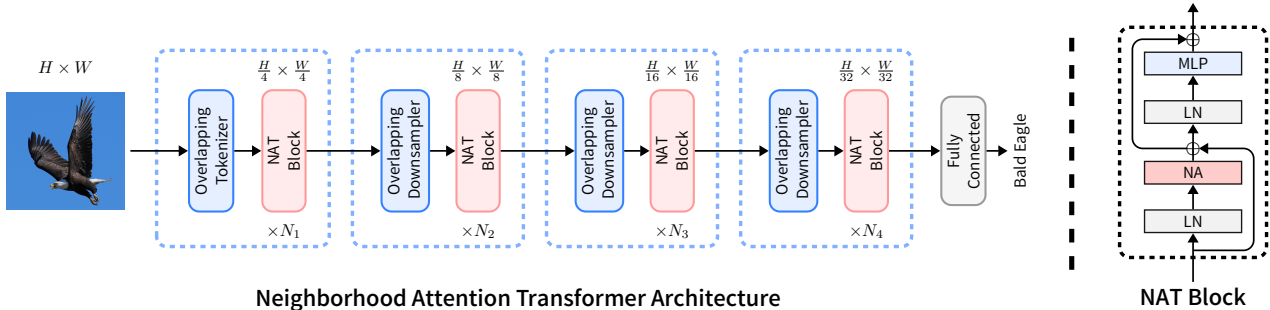 H × W
H/4 × W/4
Overlapping
Tokenizer
NAT
Block
×N₁
H/8 × W/8
Overlapping
Downsampler
NAT
Block
×N₂
H/16 × W/16
Overlapping
Downsampler
NAT
Block
×N₃
H/32 × W/32
Overlapping
Downsampler
NAT
Block
×N₄
Fully
Connected
Bald Eagle
Neighborhood Attention Transformer Architecture
MLP
LN
NA
LN
NAT Block